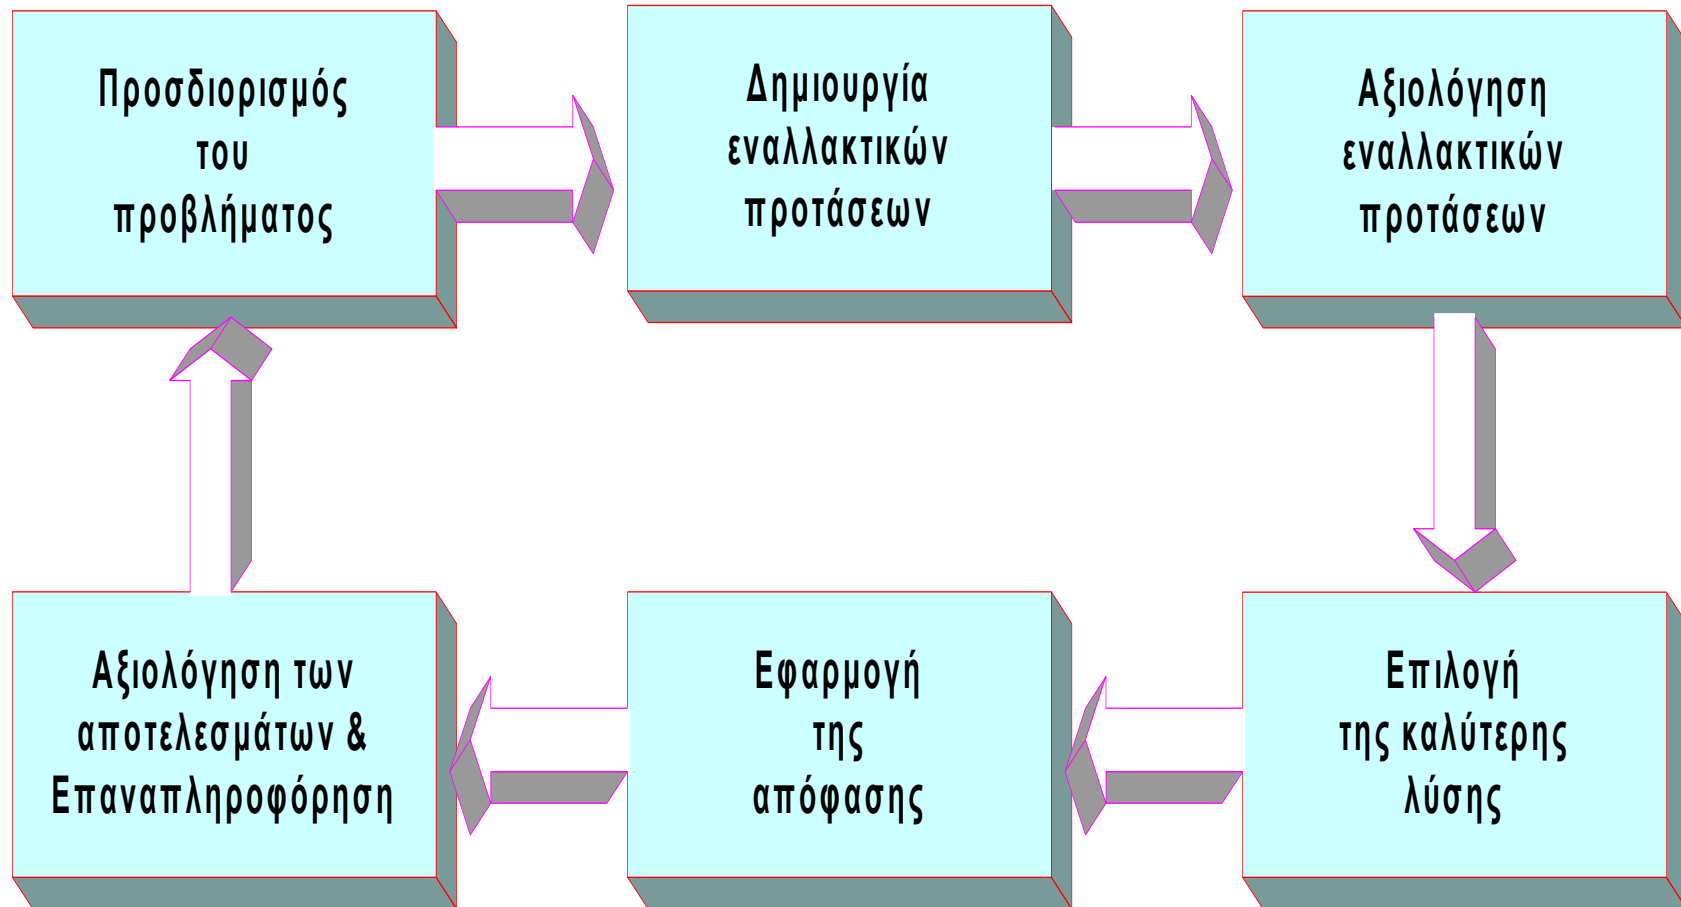 Προσδιορισμός
του
προβλήματος
Δημιουργία
εναλλακτικών
προτάσεων
Αξιολόγηση
εναλλακτικών
προτάσεων
Επιλογή
της καλύτερης
λύσης
Εφαρμογή
της
απόφασης
Αξιολόγηση των
αποτελεσμάτων &
Επαναπληροφόρηση